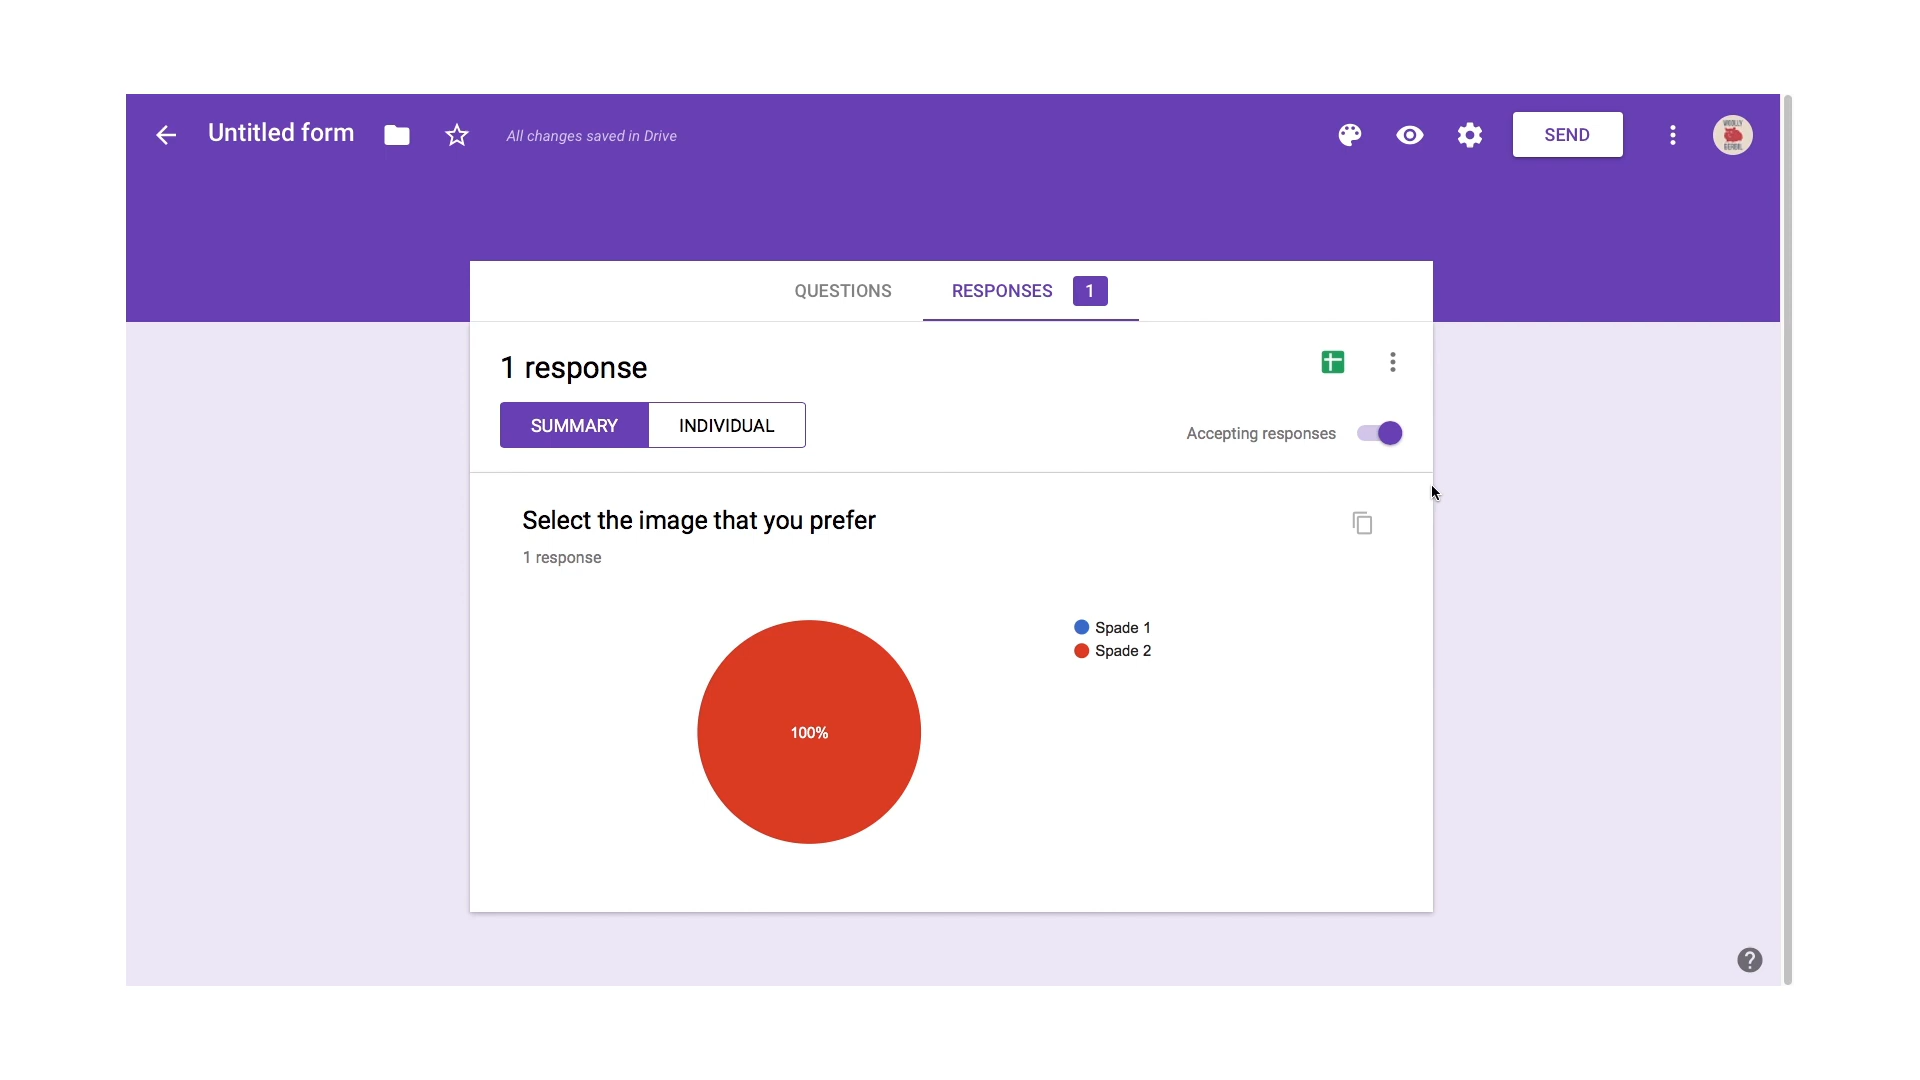 Untitled form
All changes saved in Drive
SEND
QUESTIONS
RESPONSES
1
1 response
SUMMARY
INDIVIDUAL
Accepting responses
Select the image that you prefer
1 response
Spade 1
Spade 2
100%